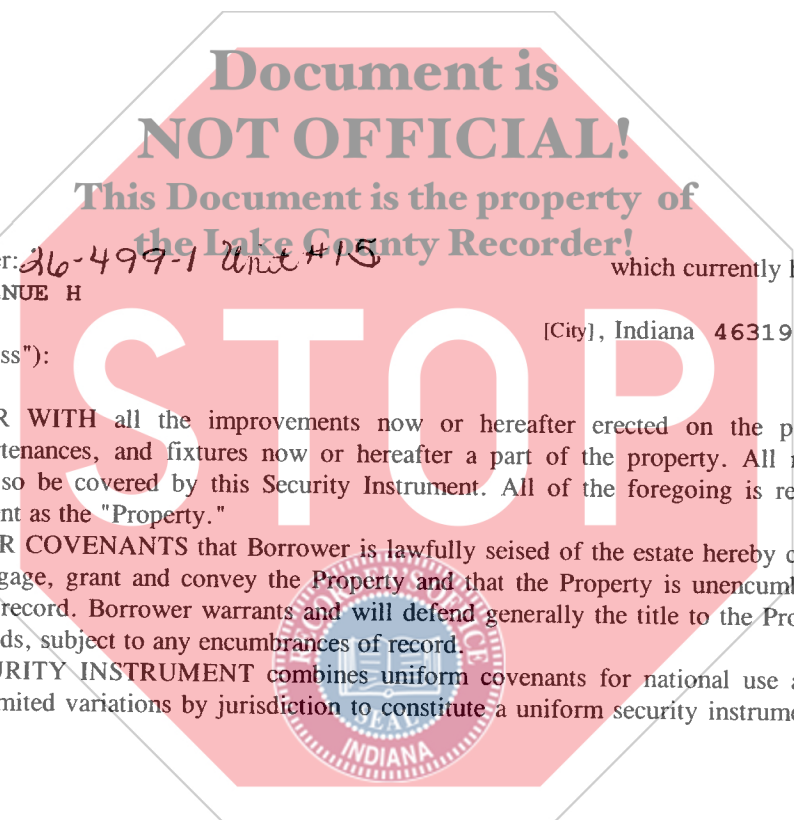 Document is
NOT OFFICIAL!
This Document is the property of
the Lake County Recorder!
er: 26-499-1 Unit #15 which currently h
NUE H
[City], Indiana 46319
ss"):
STOP
R WITH all the improvements now or hereafter erected on the p
tenances, and fixtures now or hereafter a part of the property. All r
so be covered by this Security Instrument. All of the foregoing is re
nt as the "Property."
R COVENANTS that Borrower is lawfully seised of the estate hereby c
gage, grant and convey the Property and that the Property is unencumb
record. Borrower warrants and will defend generally the title to the Pro
ds, subject to any encumbrances of record.
URITY INSTRUMENT combines uniform covenants for national use a
mited variations by jurisdiction to constitute a uniform security instrume
SEAL
INDIANA